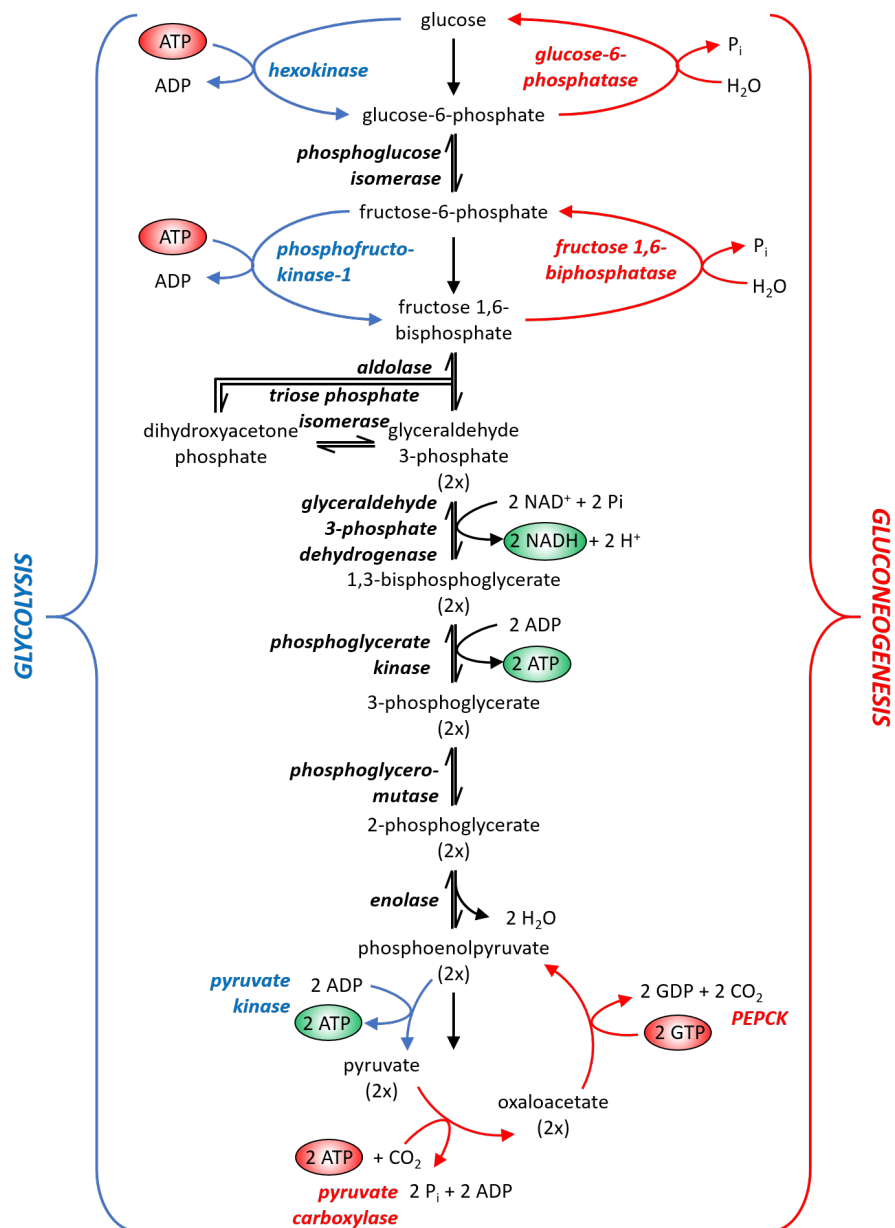 glucose
ATP
ADP
hexokinase
glucose-6-
phosphatase
Pi
H2O
glucose-6-phosphate
phosphoglucose
isomerase
fructose-6-phosphate
ATP
ADP
phosphofructo-
kinase-1
fructose 1,6-
biphosphatase
Pi
H2O
fructose 1,6-
bisphosphate
aldolase
triose phosphate
isomerase
dihydroxyacetone
phosphate
glyceraldehyde
3-phosphate
(2x)
glyceraldehyde
3-phosphate
dehydrogenase
2 NAD+ + 2 Pi
2 NADH + 2 H+
1,3-bisphosphoglycerate
(2x)
GLYCOLYSIS
GLUCONEOGENESIS
phosphoglycerate
kinase
2 ADP
2 ATP
3-phosphoglycerate
(2x)
phosphoglycero-
mutase
2-phosphoglycerate
(2x)
enolase
2 H2O
phosphoenolpyruvate
(2x)
pyruvate
kinase
2 ADP
2 ATP
2 GDP + 2 CO2
PEPCK
2 GTP
pyruvate
(2x)
oxaloacetate
(2x)
2 ATP + CO2
pyruvate
carboxylase
2 Pi + 2 ADP